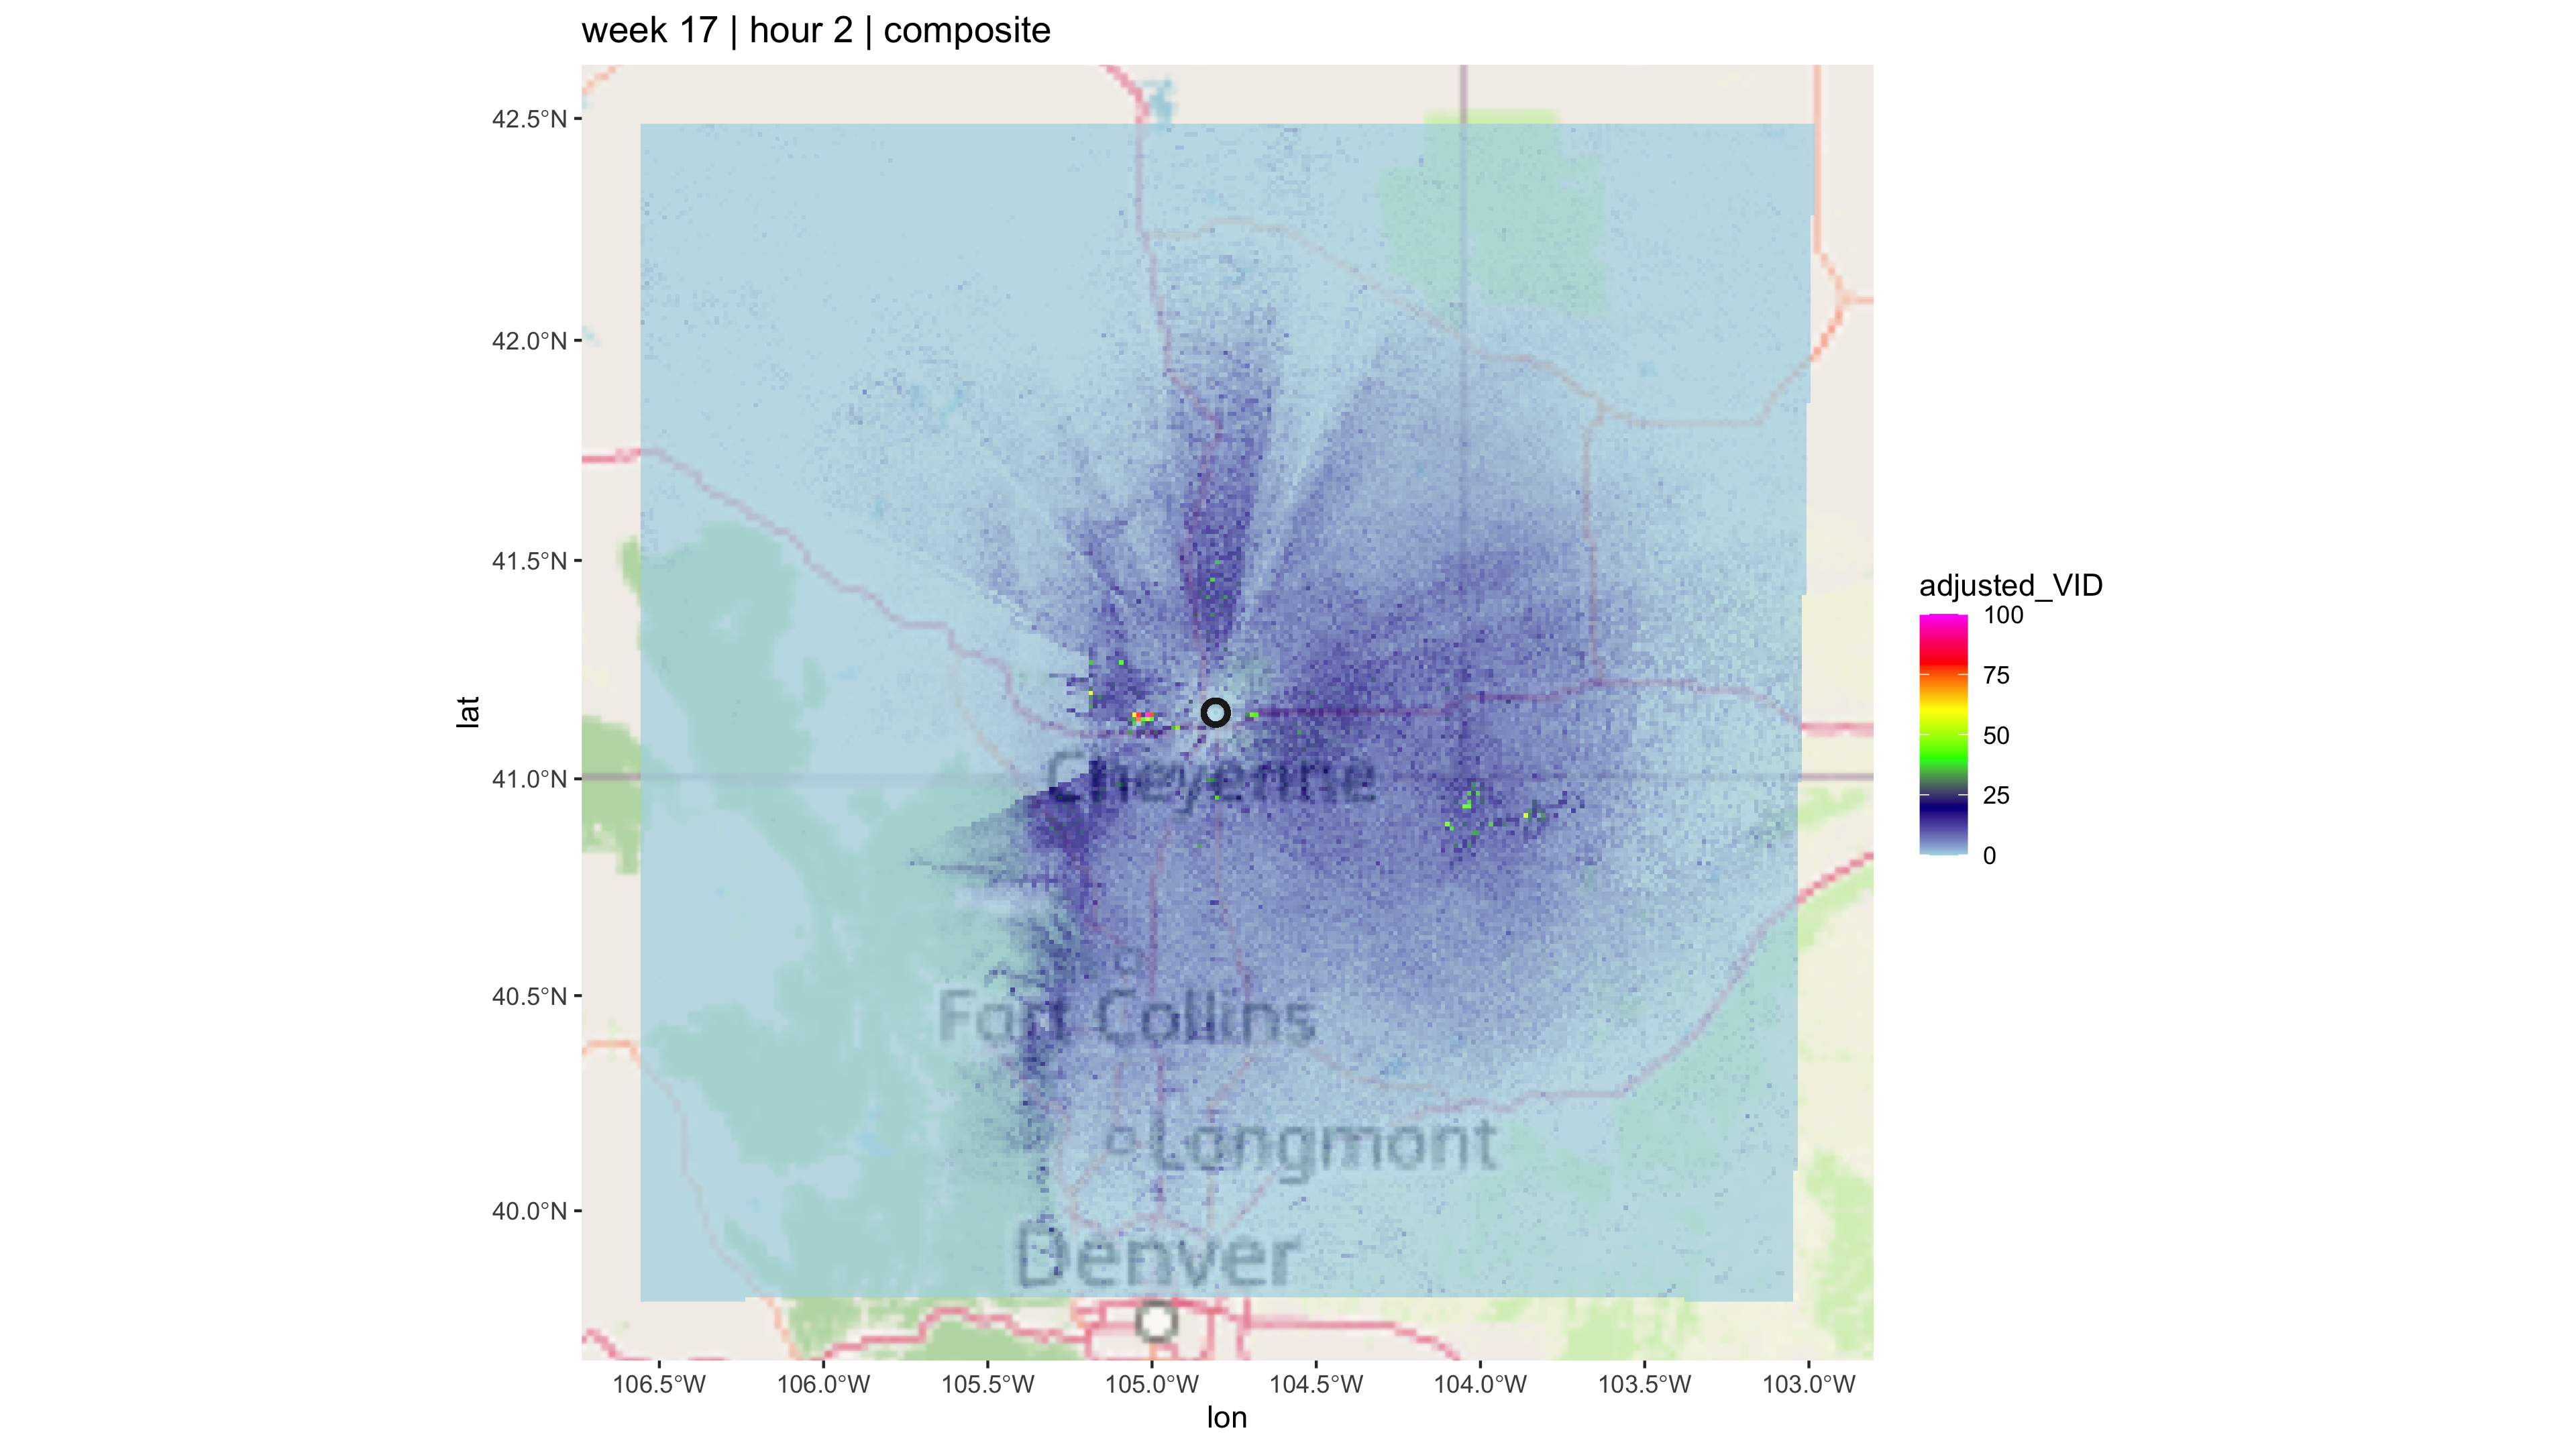 week 17 | hour 2 | composite
42.5°N
42.0°N
41.5°N
41.0°N
40.5°N
40.0°N
lat
Cheyenne
Fort Collins
Longmont
Denver
106.5°W 106.0°W 105.5°W 105.0°W 104.5°W 104.0°W 103.5°W 103.0°W
lon
adjusted_VID
100
75
50
25
0